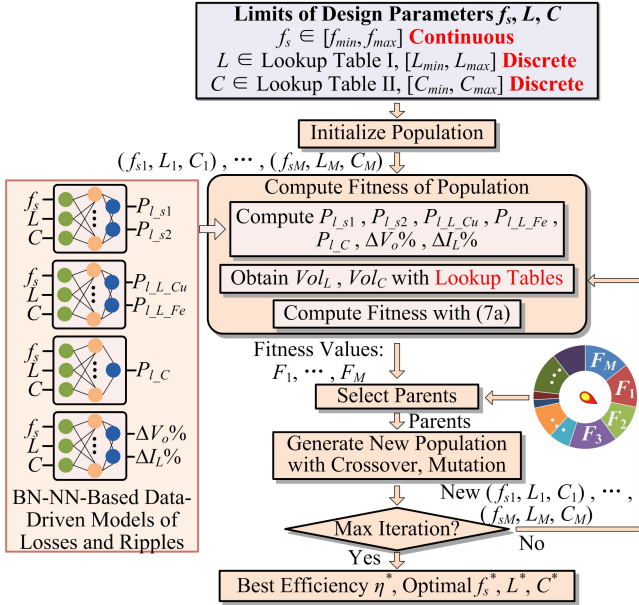 Limits of Design Parameters f_s, L, C
f_s ∈ [f_min, f_max] Continuous
L ∈ Lookup Table I, [L_min, L_max] Discrete
C ∈ Lookup Table II, [C_min, C_max] Discrete
Initialize Population
(f_s1, L_1, C_1) , ··· , (f_sM, L_M, C_M)
Compute Fitness of Population
Compute P_l_s1 , P_l_s2 , P_l_L_Cu , P_l_L_Fe ,
P_l_C , ΔV_o% , ΔI_L%
Obtain Vol_L , Vol_C with Lookup Tables
Compute Fitness with (7a)
f_s
L
C
P_l_s1
P_l_s2
f_s
L
C
P_l_L_Cu
P_l_L_Fe
f_s
L
C
P_l_C
f_s
L
C
ΔV_o%
ΔI_L%
BN-NN-Based Data-
Driven Models of
Losses and Ripples
Fitness Values:
F_1, ··· , F_M
Select Parents
F_M
F_1
F_2
F_3
Parents
Generate New Population
with Crossover, Mutation
New (f_s1, L_1, C_1) , ··· ,
(f_sM, L_M, C_M)
Max Iteration?
No
Yes
Best Efficiency η*, Optimal f_s*, L*, C*